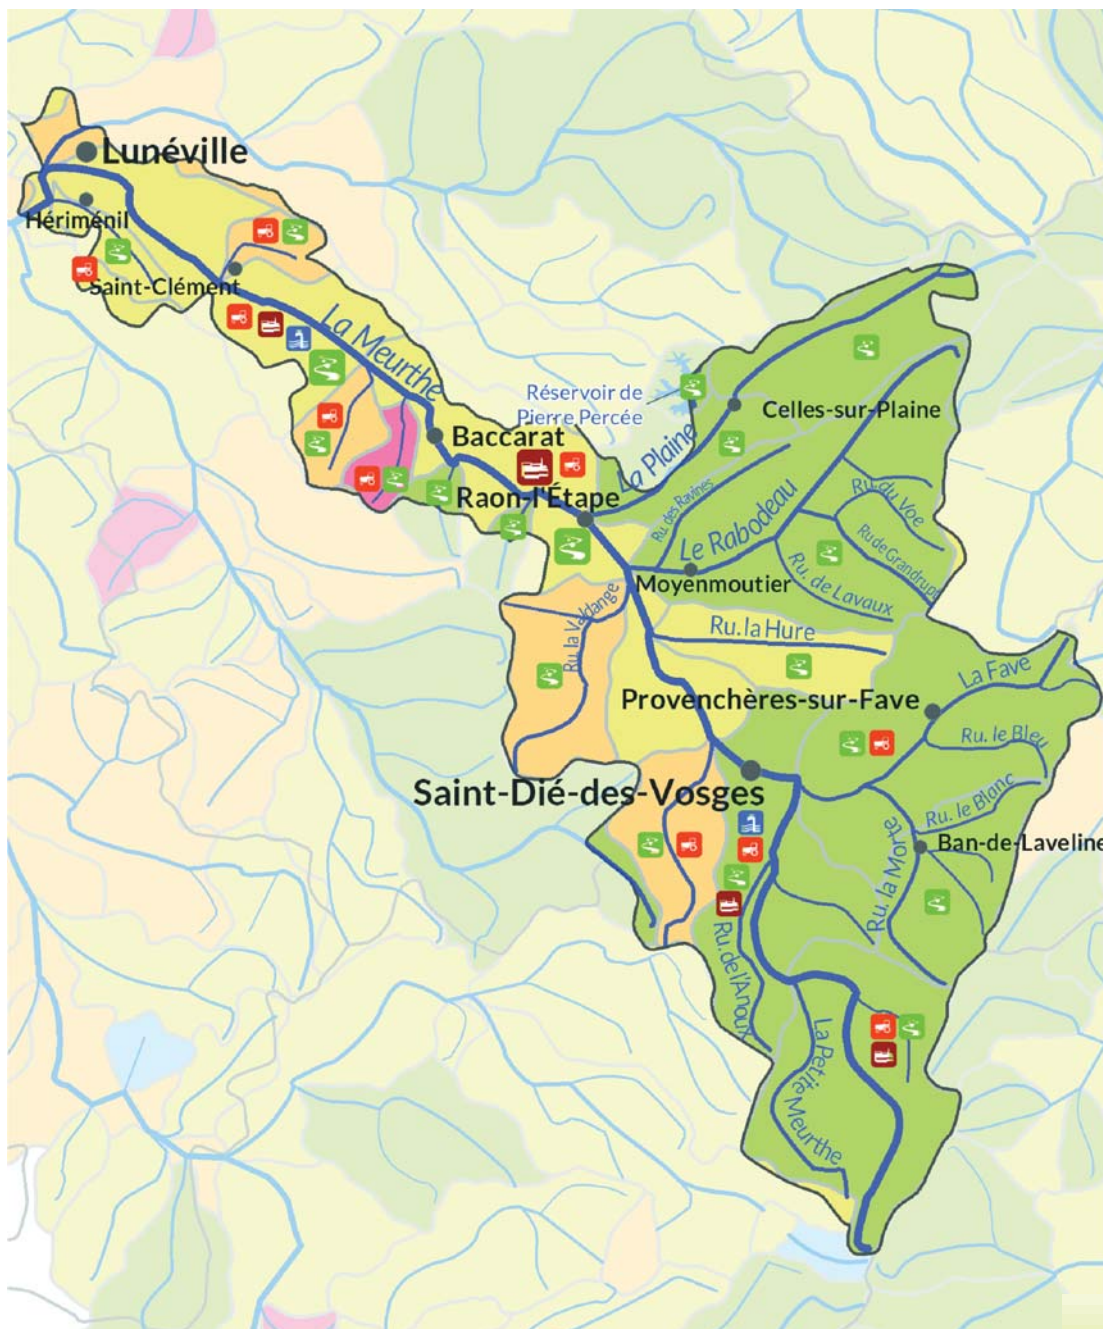 Lunéville
Hériménil
Saint-Clément
La Meurthe
Réservoir de
Pierre Percée
Celles-sur-Plaine
Baccarat
La Plaine
Raon-l'Étape
Ru. des Ravines
Ru. du Voe
Le Rabodeau
Ru de Grandrupt
Moyenmoutier
Ru. de Lavaux
Ru. la Valdange
Ru. la Hure
La Fave
Provenchères-sur-Fave
Ru. le Bleu
Saint-Dié-des-Vosges
Ru. le Blanc
Ban-de-Laveline
Ru. la Morte
Ru. de l'Anoux
La Petite
Meurthe